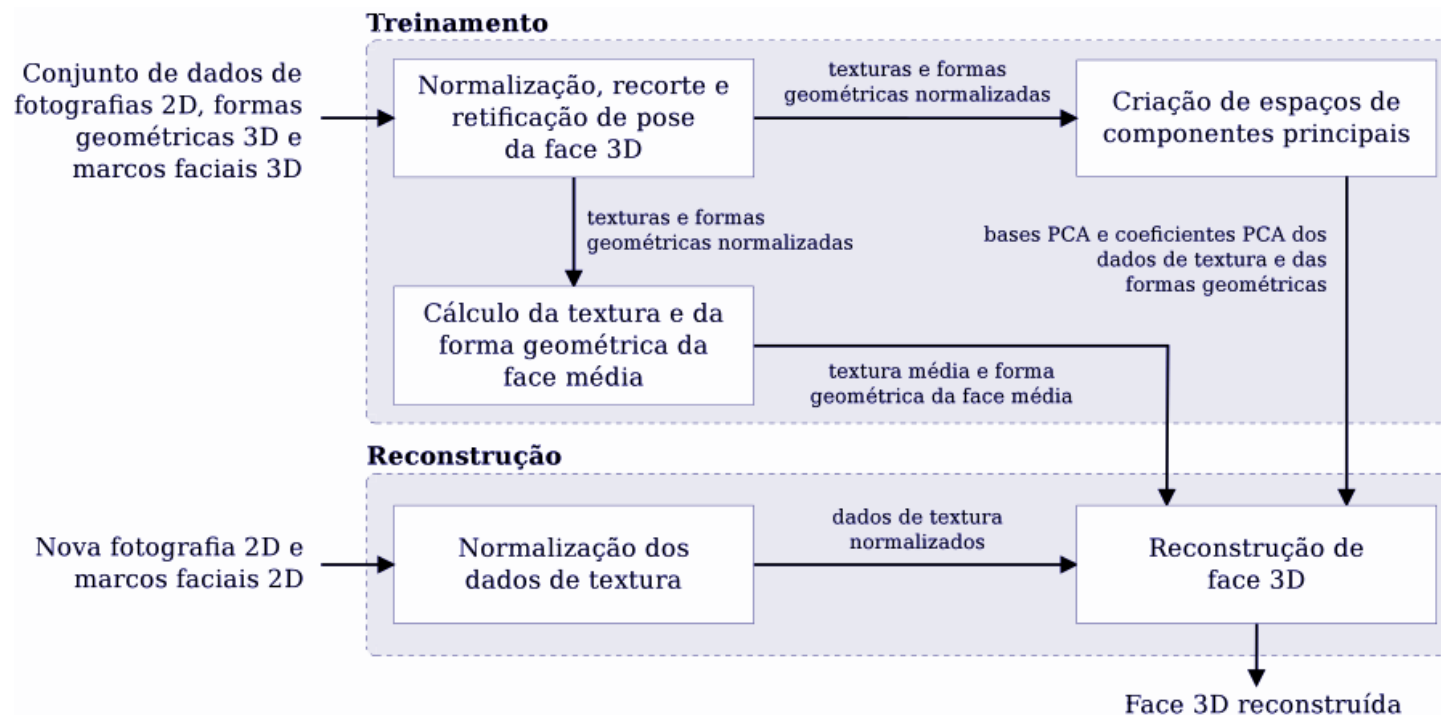 Treinamento
Conjunto de dados de
fotografias 2D, formas
geométricas 3D e
marcos faciais 3D
Normalização, recorte e
retificação de pose
da face 3D
texturas e formas
geométricas normalizadas
Criação de espaços de
componentes principais
texturas e formas
geométricas normalizadas
bases PCA e coeficientes PCA dos
dados de textura e das
formas geométricas
Cálculo da textura e da
forma geométrica da
face média
textura média e forma
geométrica da face média
Reconstrução
Nova fotografia 2D e
marcos faciais 2D
Normalização dos
dados de textura
dados de textura
normalizados
Reconstrução de
face 3D
Face 3D reconstruída